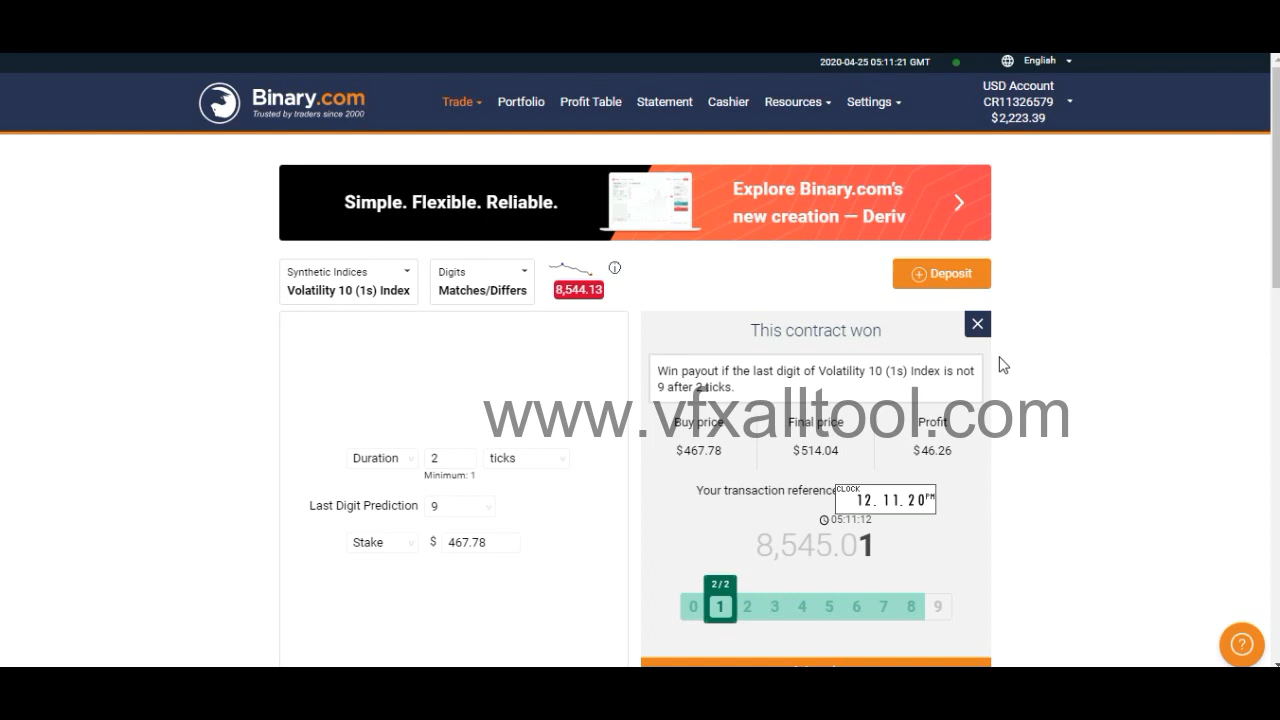 2020-04-25 05:11:21 GMT
English
Binary.com
Trusted by traders since 2000
Trade
Portfolio
Profit Table
Statement
Cashier
Resources
Settings
USD Account
CR11326579
$2,223.39
Simple. Flexible. Reliable.
Explore Binary.com's
new creation — Deriv
Synthetic Indices
Volatility 10 (1s) Index
Digits
Matches/Differs
8,544.13
Deposit
This contract won
Win payout if the last digit of Volatility 10 (1s) Index is not
9 after 2 ticks.
www.vfxalltool.com
Buy price
Final price
Profit
$467.78
$514.04
$46.26
Duration
2
ticks
Minimum: 1
Last Digit Prediction
9
Stake
$
467.78
Your transaction reference
CLOCK
12.11.20 PM
05:11:12
8,545.01
2/2
0 1 2 3 4 5 6 7 8 9
?